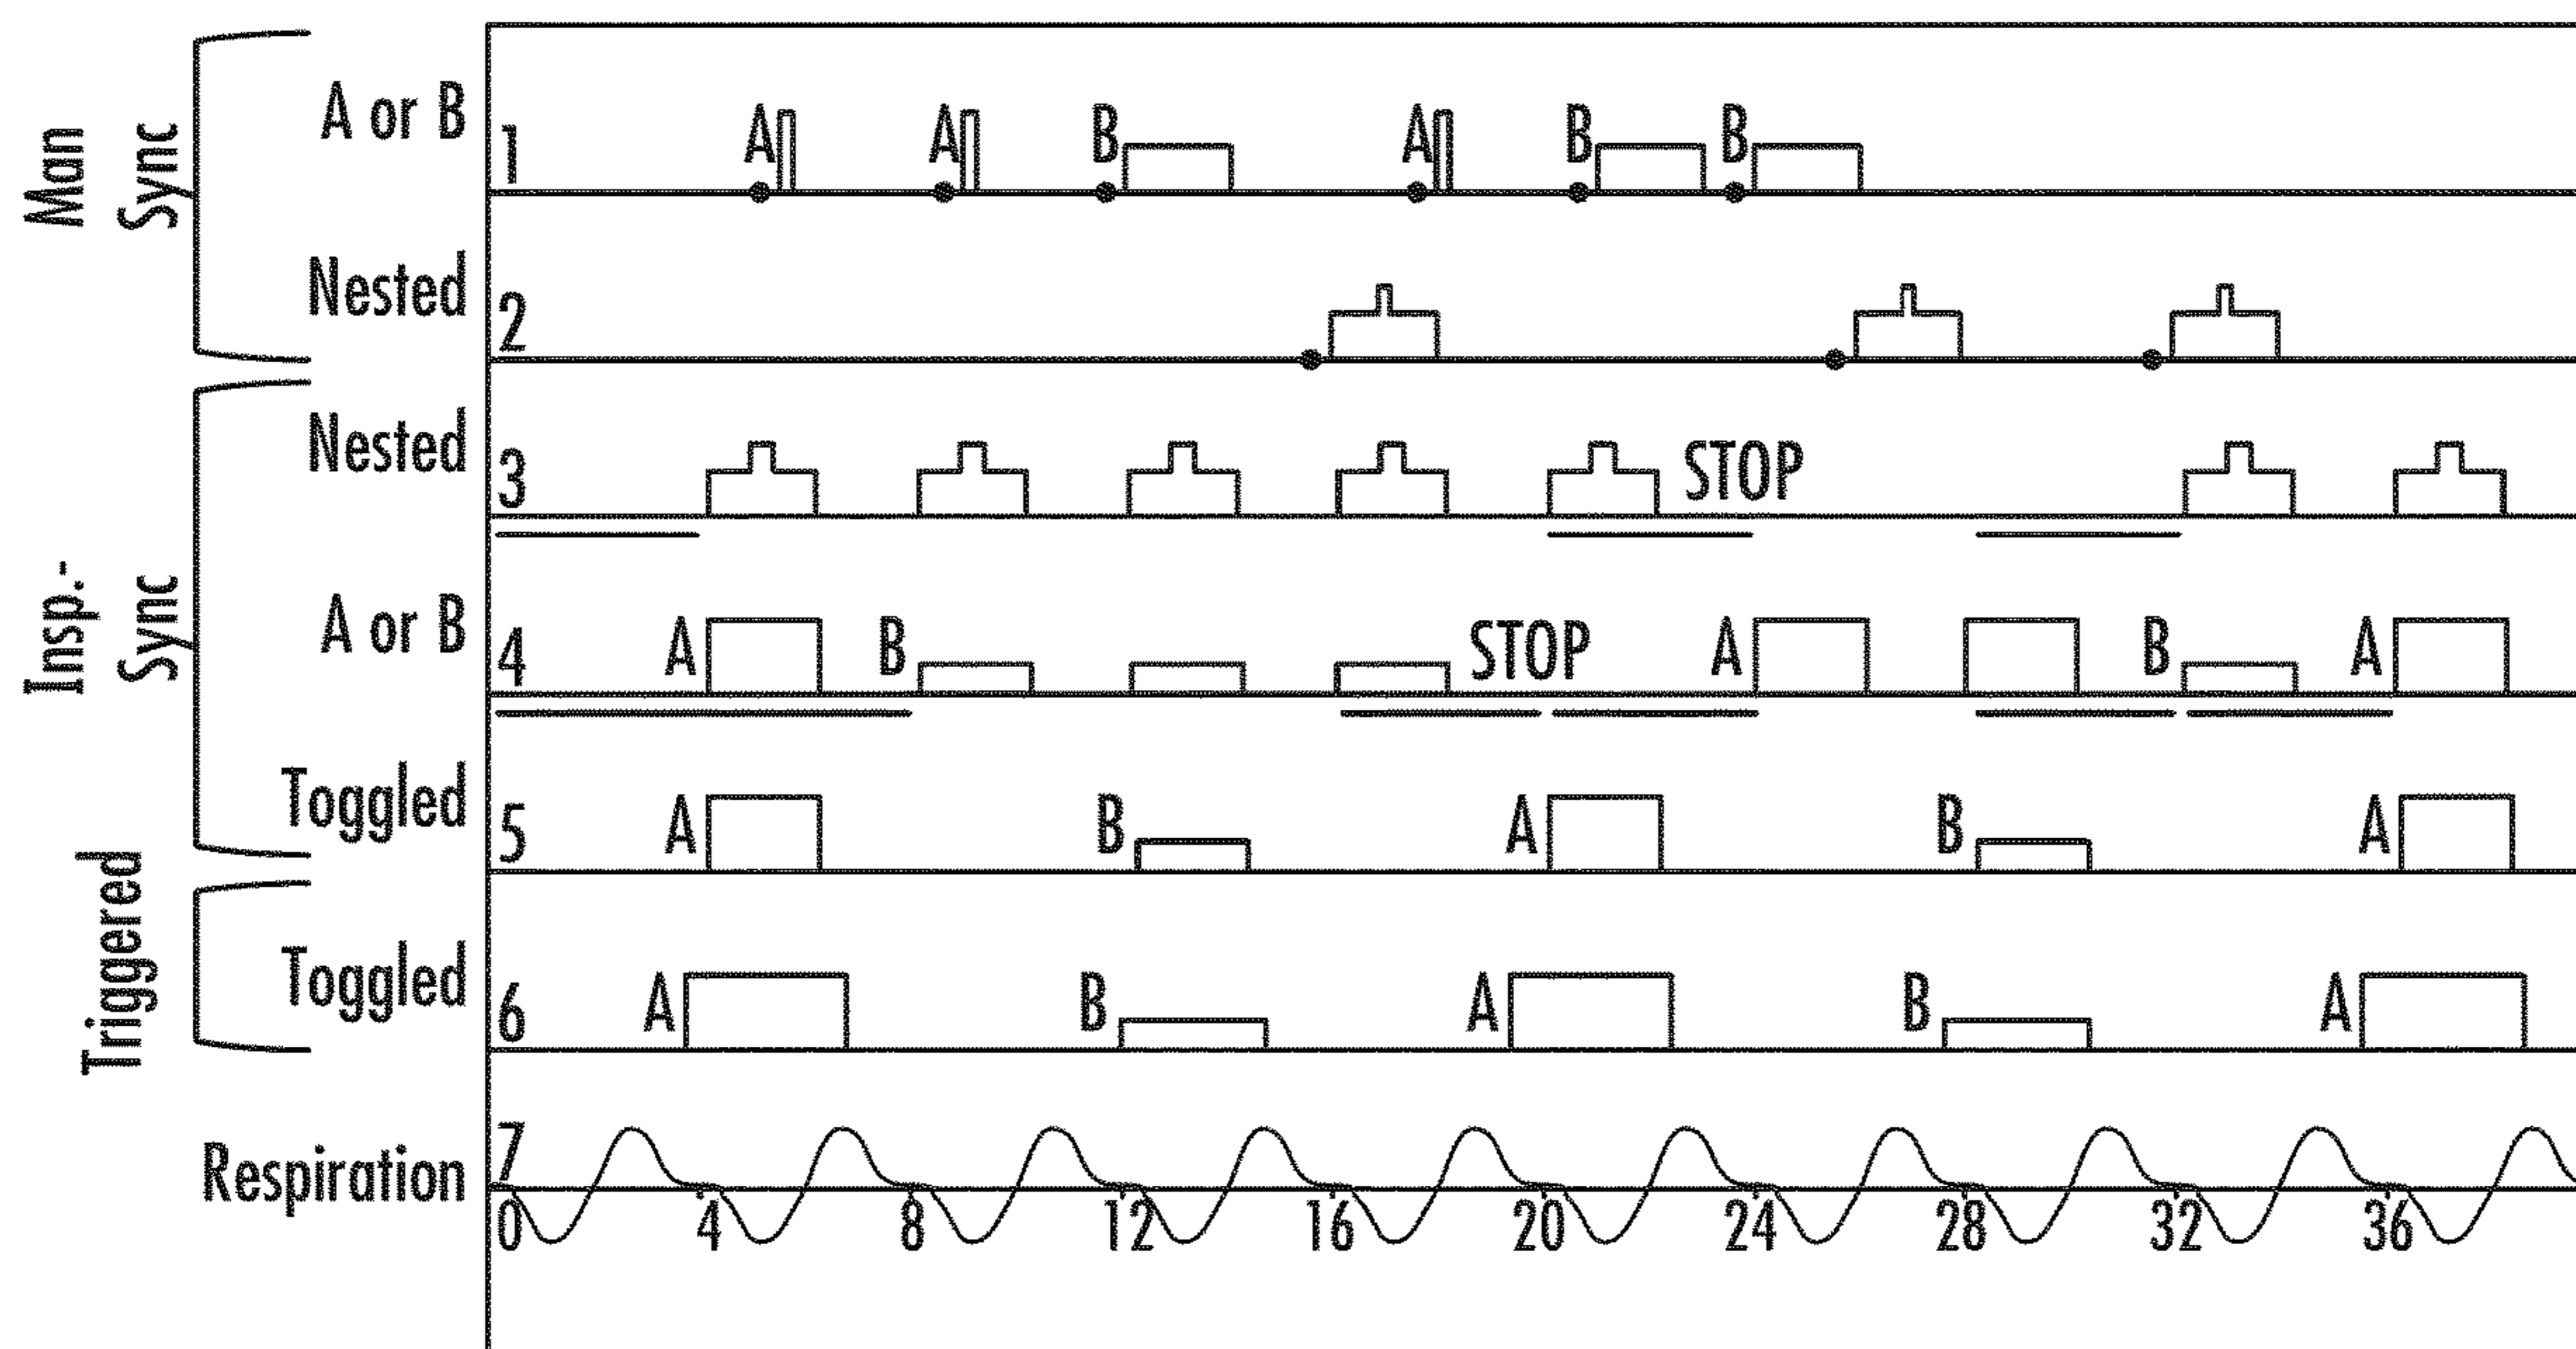 Man Sync
A or B 1 A A B A B B
Nested 2
Insp.- Sync
Nested 3 STOP
A or B 4 A B STOP A B A
Toggled 5 A B A B A
Triggered
Toggled 6 A B A B A
Respiration 7
0 4 8 12 16 20 24 28 32 36